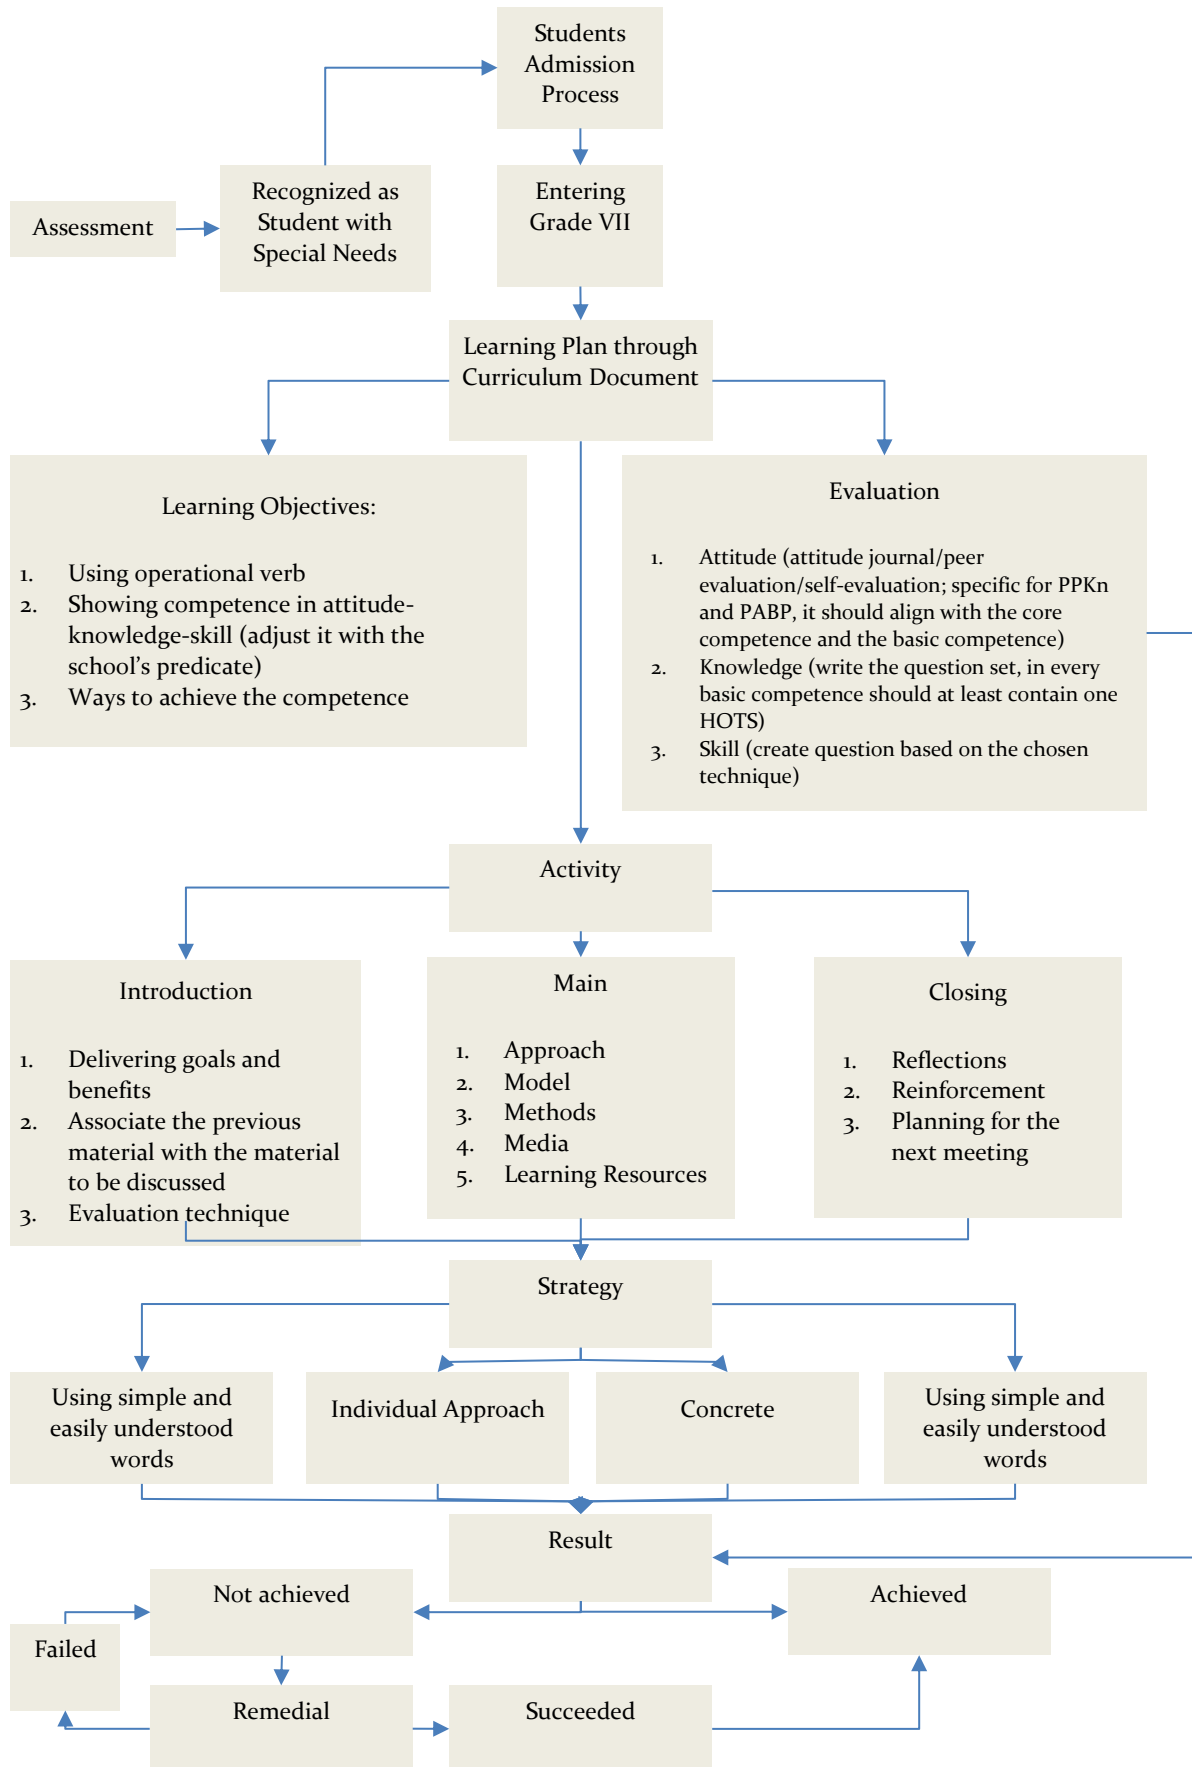 Students
Admission
Process
Assessment
Recognized as
Student with
Special Needs
Entering
Grade VII
Learning Plan through
Curriculum Document
Learning Objectives:
1. Using operational verb
2. Showing competence in attitude-
knowledge-skill (adjust it with the
school's predicate)
3. Ways to achieve the competence
Evaluation
1. Attitude (attitude journal/peer
evaluation/self-evaluation; specific for PPKn
and PABP, it should align with the core
competence and the basic competence)
2. Knowledge (write the question set, in every
basic competence should at least contain one
HOTS)
3. Skill (create question based on the chosen
technique)
Activity
Introduction
1. Delivering goals and
benefits
2. Associate the previous
material with the material
to be discussed
3. Evaluation technique
Main
1. Approach
2. Model
3. Methods
4. Media
5. Learning Resources
Closing
1. Reflections
2. Reinforcement
3. Planning for the
next meeting
Strategy
Using simple and
easily understood
words
Individual Approach
Concrete
Using simple and
easily understood
words
Result
Not achieved
Achieved
Failed
Remedial
Succeeded